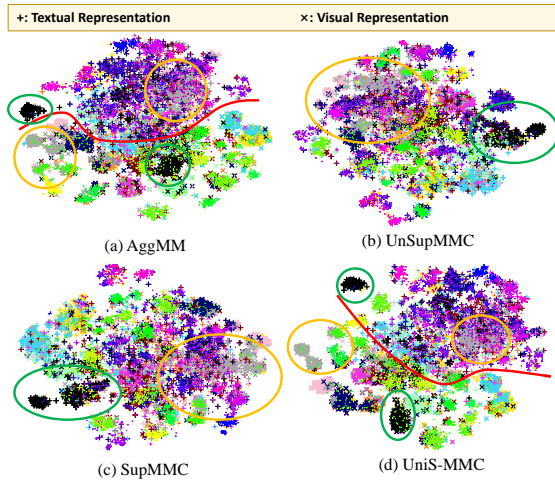 +: Textual Representation ×: Visual Representation
(a) AggMM
(b) UnSupMMC
(c) SupMMC
(d) UniS-MMC